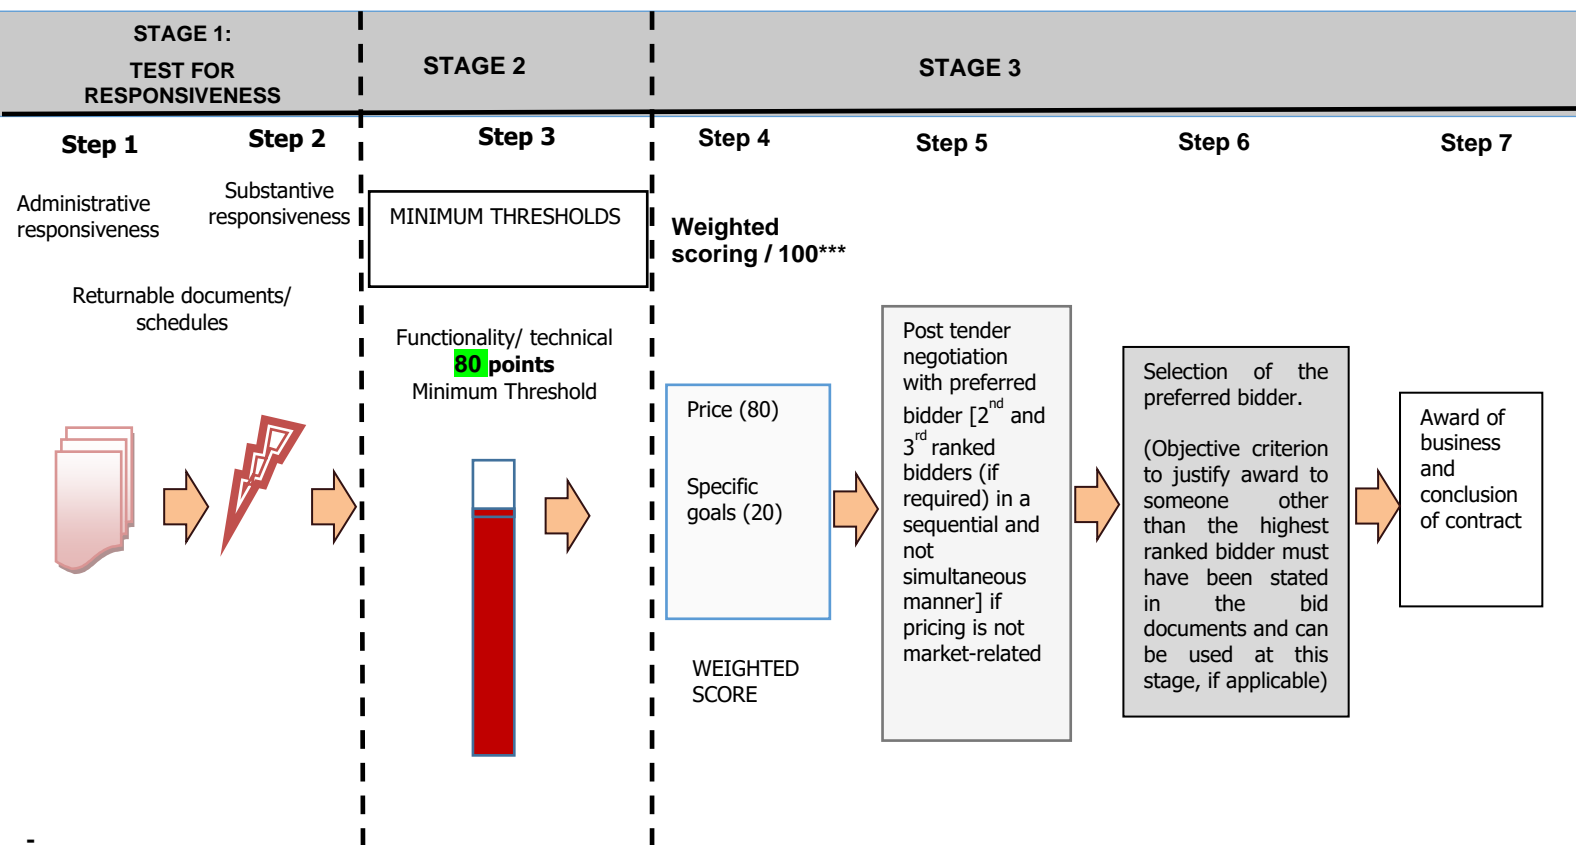 STAGE 1:
TEST FOR
RESPONSIVENESS
STAGE 2
STAGE 3
Step 1
Step 2
Step 3
Step 4
Step 5
Step 6
Step 7
Administrative
responsiveness
Substantive
responsiveness
Returnable documents/
schedules
MINIMUM THRESHOLDS
Functionality/ technical
80 points
Minimum Threshold
Weighted
scoring / 100***
Price (80)
Specific
goals (20)
WEIGHTED
SCORE
Post tender
negotiation
with preferred
bidder [2nd and
3rd ranked
bidders (if
required) in a
sequential and
not
simultaneous
manner] if
pricing is not
market-related
Selection of the
preferred bidder.
(Objective criterion
to justify award to
someone other
than the highest
ranked bidder must
have been stated
in the bid
documents and can
be used at this
stage, if applicable)
Award of
business
and
conclusion
of contract
-